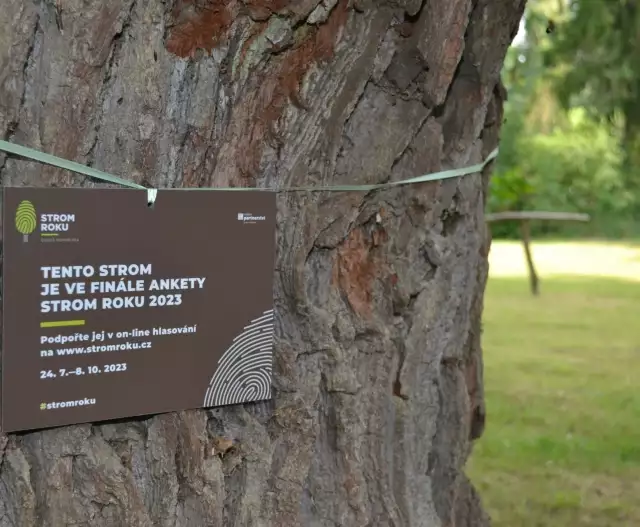 STROM
ROKU
partnerství
TENTO STROM
JE VE FINÁLE ANKETY
STROM ROKU 2023
Podpořte jej v on-line hlasování
na www.stromroku.cz
24. 7.–8. 10. 2023
#stromroku